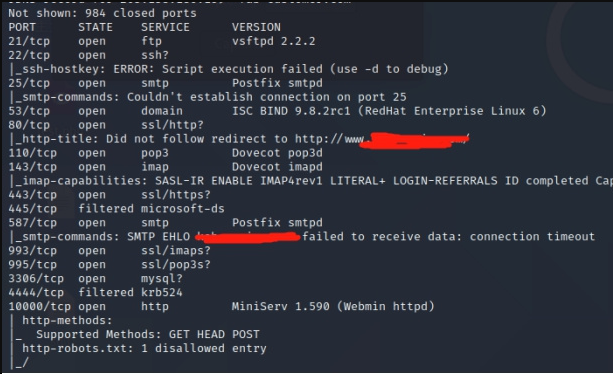 Not shown: 984 closed ports
PORT STATE SERVICE VERSION
21/tcp open ftp vsftpd 2.2.2
22/tcp open ssh?
|_ssh-hostkey: ERROR: Script execution failed (use -d to debug)
25/tcp open smtp Postfix smtpd
|_smtp-commands: Couldn't establish connection on port 25
53/tcp open domain ISC BIND 9.8.2rc1 (RedHat Enterprise Linux 6)
80/tcp open ssl/http?
|_http-title: Did not follow redirect to http://www.
110/tcp open pop3 Dovecot pop3d
143/tcp open imap Dovecot imapd
|_imap-capabilities: SASL-IR ENABLE IMAP4rev1 LITERAL+ LOGIN-REFERRALS ID completed Cap
443/tcp open ssl/https?
445/tcp filtered microsoft-ds
587/tcp open smtp Postfix smtpd
|_smtp-commands: SMTP EHLO failed to receive data: connection timeout
993/tcp open ssl/imaps?
995/tcp open ssl/pop3s?
3306/tcp open mysql?
4444/tcp filtered krb524
10000/tcp open http MiniServ 1.590 (Webmin httpd)
| http-methods:
|_ Supported Methods: GET HEAD POST
| http-robots.txt: 1 disallowed entry
|_/